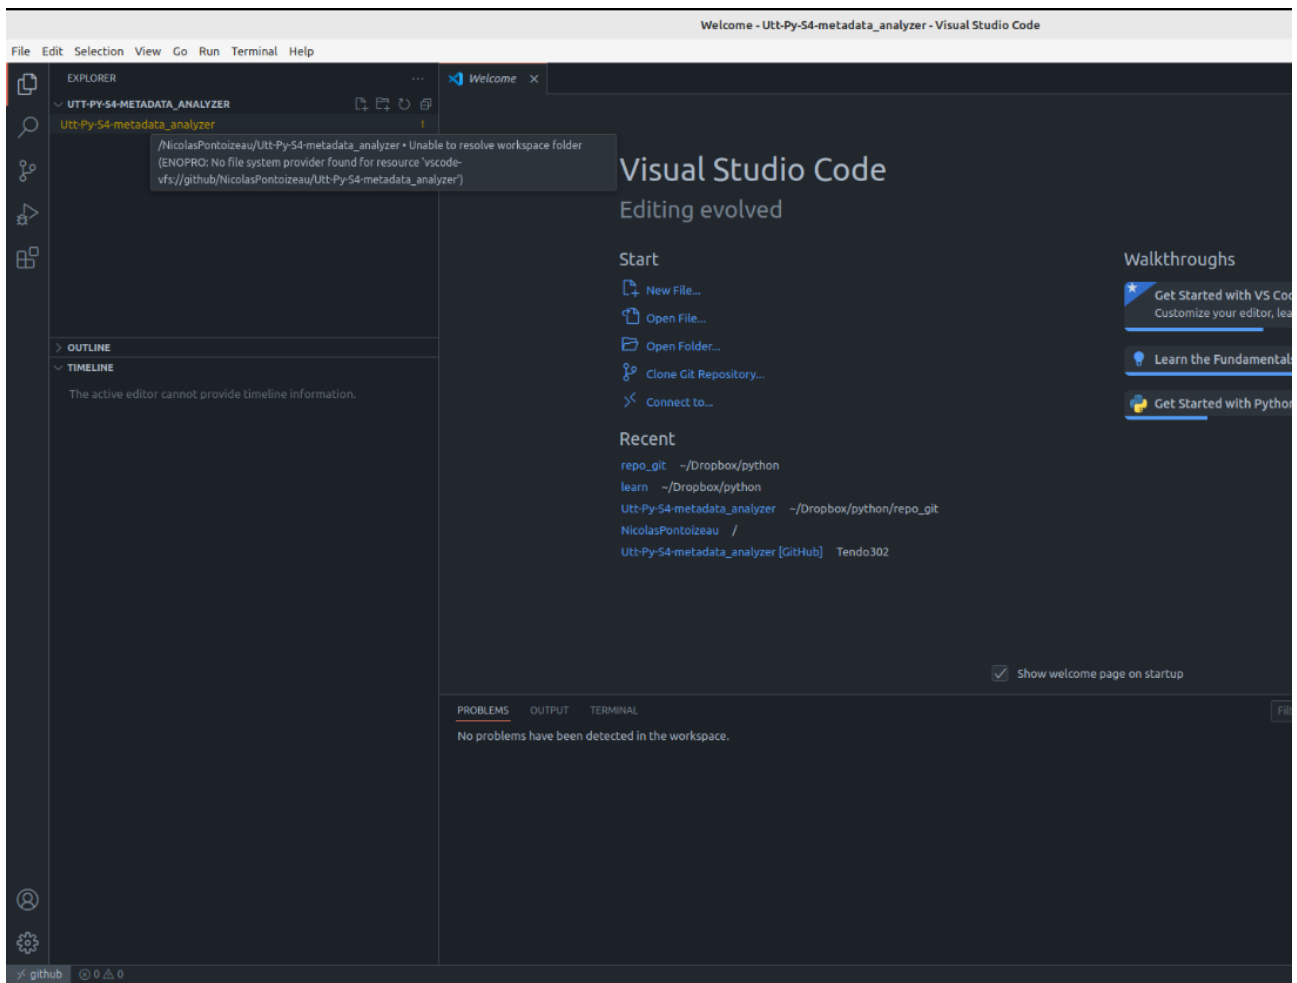 Welcome - Utt-Py-S4-metadata_analyzer - Visual Studio Code
File Edit Selection View Go Run Terminal Help
EXPLORER
UTT-PY-S4-METADATA_ANALYZER
Utt-Py-S4-metadata_analyzer !
/NicolasPontoizeau/Utt-Py-S4-metadata_analyzer • Unable to resolve workspace folder
(ENOPRO: No file system provider found for resource 'vscode-
vfs://github/NicolasPontoizeau/Utt-Py-S4-metadata_analyzer')
OUTLINE
TIMELINE
The active editor cannot provide timeline information.
Welcome
Visual Studio Code
Editing evolved
Start
New File...
Open File...
Open Folder...
Clone Git Repository...
Connect to...
Recent
repo_git ~/Dropbox/python
learn ~/Dropbox/python
Utt-Py-S4-metadata_analyzer ~/Dropbox/python/repo_git
NicolasPontoizeau /
Utt-Py-S4-metadata_analyzer [GitHub] Tendo302
Walkthroughs
Get Started with VS Coo
Customize your editor, lea
Learn the Fundamentals
Get Started with Python
Show welcome page on startup
PROBLEMS OUTPUT TERMINAL
Filt
No problems have been detected in the workspace.
github 0 0